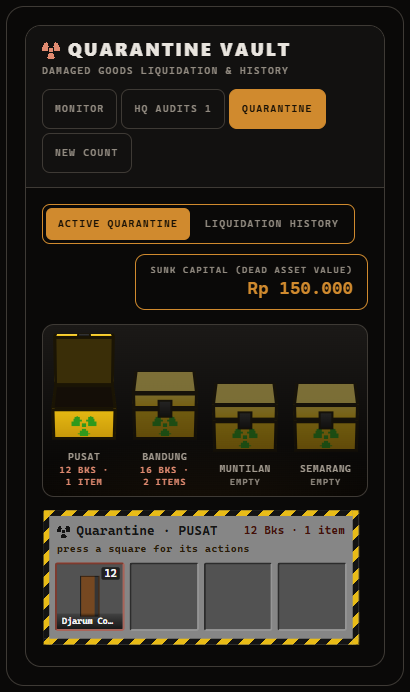 QUARANTINE VAULT
DAMAGED GOODS LIQUIDATION & HISTORY
MONITOR
HQ AUDITS 1
QUARANTINE
NEW COUNT
ACTIVE QUARANTINE
LIQUIDATION HISTORY
SUNK CAPITAL (DEAD ASSET VALUE)
Rp 150.000
PUSAT
12 BKS ·
1 ITEM
BANDUNG
16 BKS ·
2 ITEMS
MUNTILAN
EMPTY
SEMARANG
EMPTY
Quarantine · PUSAT
12 Bks · 1 item
press a square for its actions
12
Djarum Co…